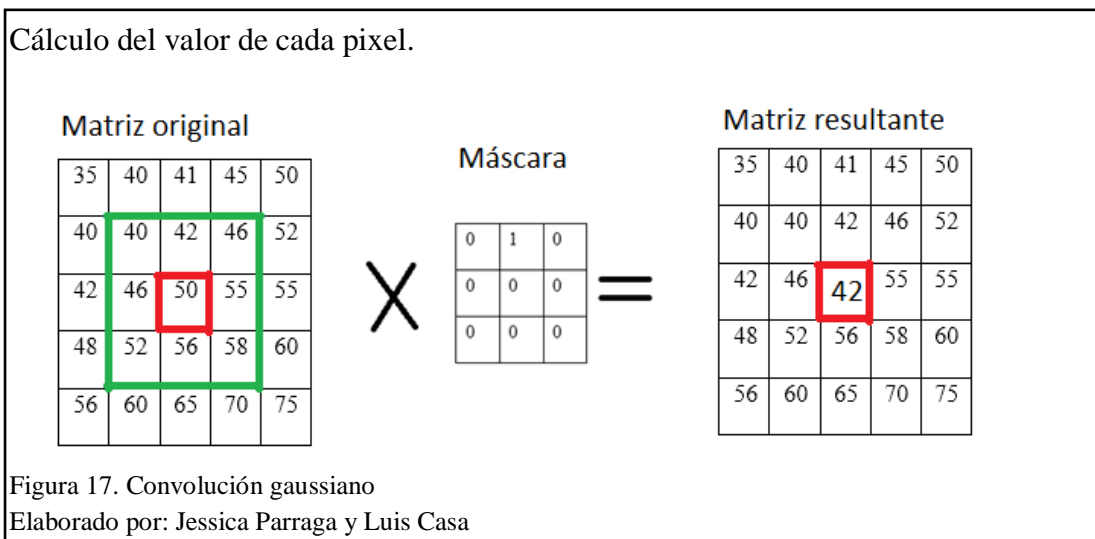 Cálculo del valor de cada pixel.
Matriz original
35 40 41 45 50
40 40 42 46 52
42 46 50 55 55
48 52 56 58 60
56 60 65 70 75
X
Máscara
0 1 0
0 0 0
0 0 0
=
Matriz resultante
35 40 41 45 50
40 40 42 46 52
42 46 42 55 55
48 52 56 58 60
56 60 65 70 75
Figura 17. Convolución gaussiano
Elaborado por: Jessica Parraga y Luis Casa